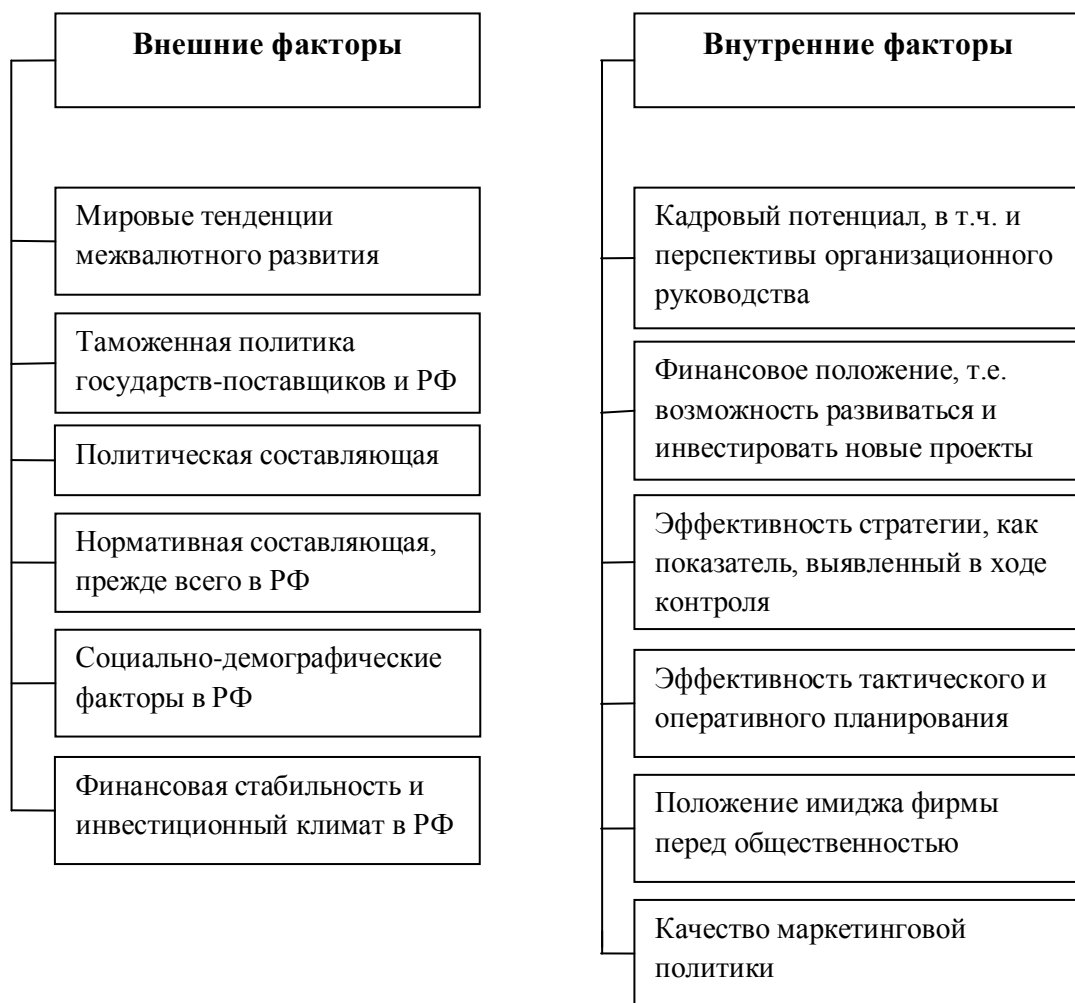 Внешние факторы
Мировые тенденции
межвалютного развития
Таможенная политика
государств-поставщиков и РФ
Политическая составляющая
Нормативная составляющая,
прежде всего в РФ
Социально-демографические
факторы в РФ
Финансовая стабильность и
инвестиционный климат в РФ
Внутренние факторы
Кадровый потенциал, в т.ч. и
перспективы организационного
руководства
Финансовое положение, т.е.
возможность развиваться и
инвестировать новые проекты
Эффективность стратегии, как
показатель, выявленный в ходе
контроля
Эффективность тактического и
оперативного планирования
Положение имиджа фирмы
перед общественностью
Качество маркетинговой
политики